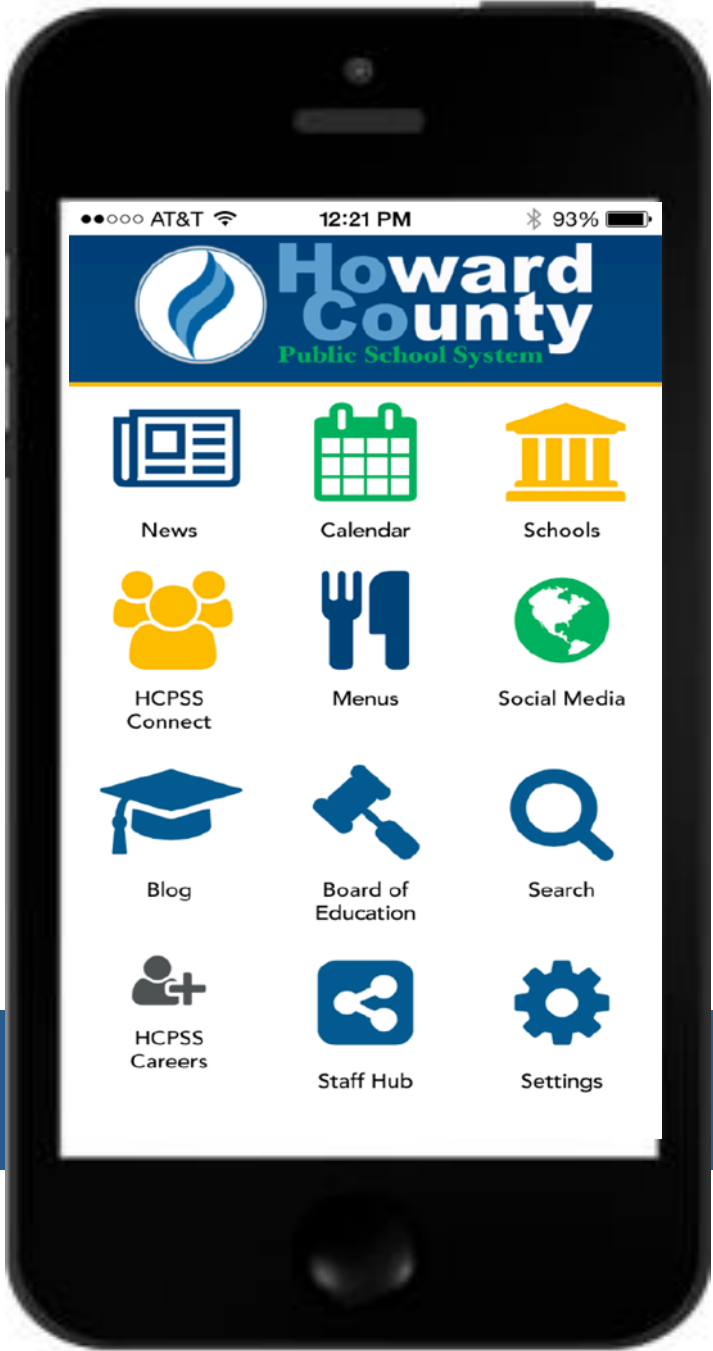 AT&T 12:21 PM 93%
Howard
County
Public School System
News Calendar Schools
HCPSS
Connect
Menus Social Media
Blog
Board of
Education
Search
HCPSS
Careers
Staff Hub Settings